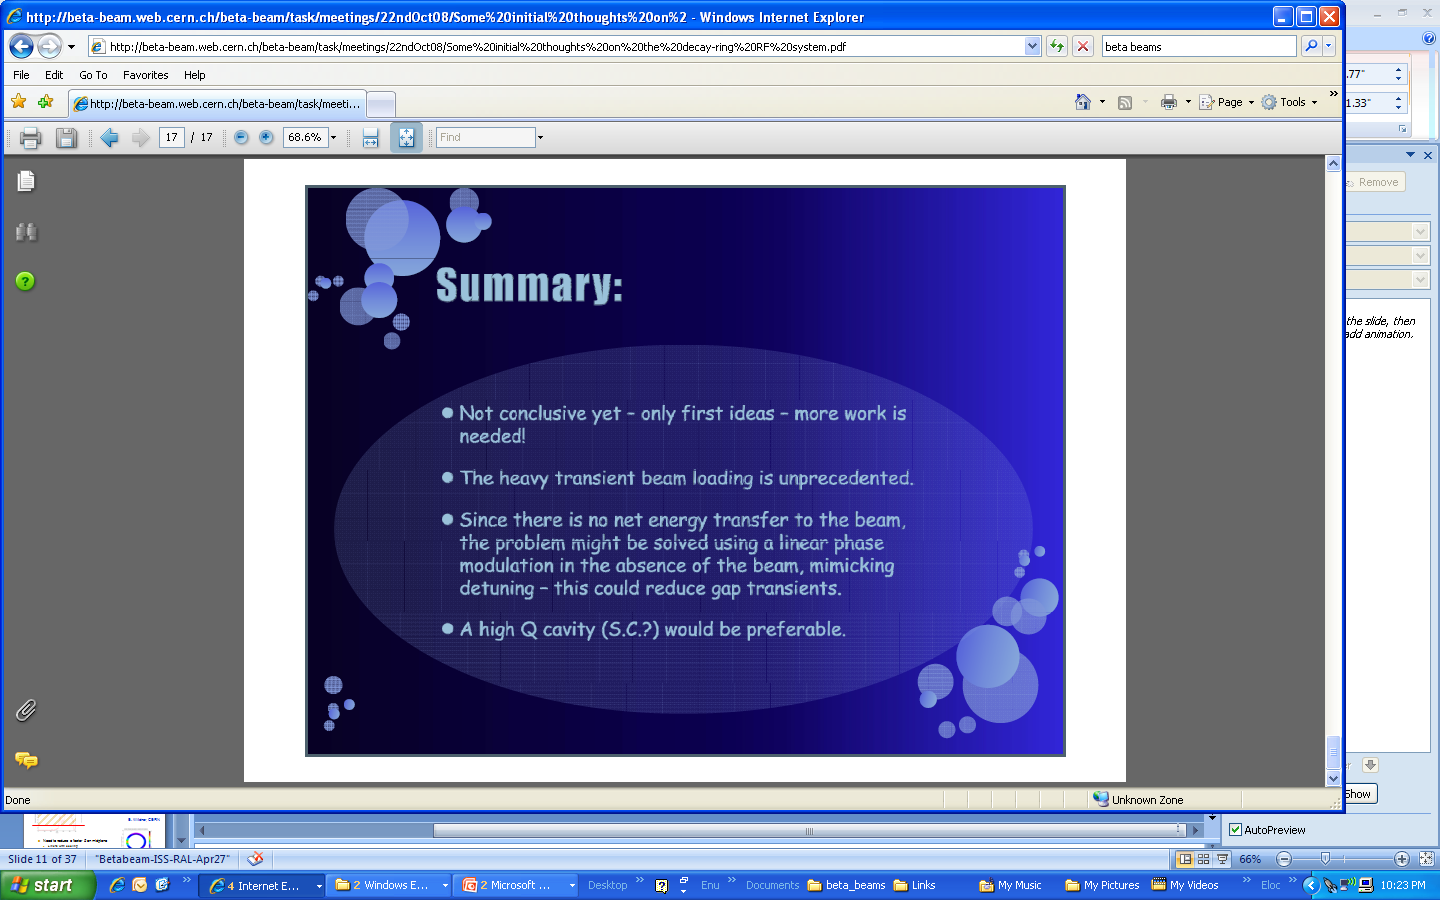 http://beta-beam.web.cern.ch/beta-beam/task/meetings/22ndOct08/Some%20initial%20thoughts%20on%2 - Windows Internet Explorer
http://beta-beam.web.cern.ch/beta-beam/task/meetings/22ndOct08/Some%20initial%20thoughts%20on%20the%20decay-ring%20RF%20system.pdf
beta beams
File Edit Go To Favorites Help
http://beta-beam.web.cern.ch/beta-beam/task/meeti...
Page Tools
17 / 17 68.6% Find
.77"
1.33"
Remove
Summary:
Not conclusive yet – only first ideas – more work is
needed!
The heavy transient beam loading is unprecedented.
Since there is no net energy transfer to the beam,
the problem might be solved using a linear phase
modulation in the absence of the beam, mimicking
detuning – this could reduce gap transients.
A high Q cavity (S.C.?) would be preferable.
the slide, then
add animation.
Show
Done
Unknown Zone
AutoPreview
Slide 11 of 37 "Betabeam-ISS-RAL-Apr27" 66%
start 4 Internet E... 2 Windows E... 2 Microsoft ... Desktop Enu Documents beta_beams Links My Music My Pictures My Videos Eloc 10:23 PM